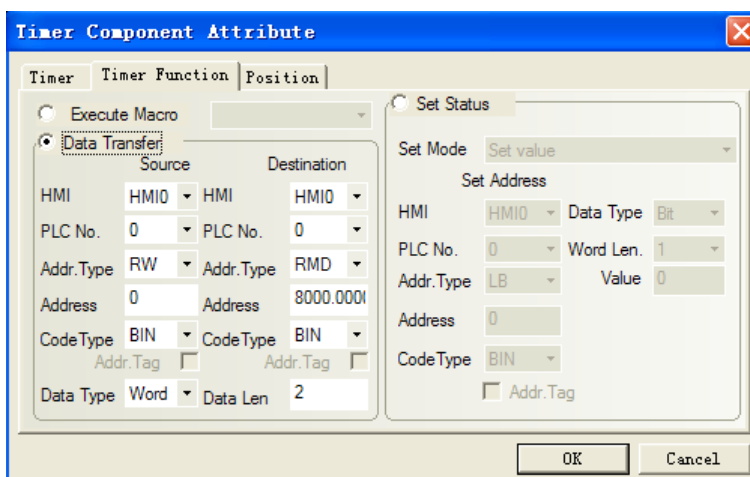 Timer Component Attribute
Timer Timer Function Position
Execute Macro
Data Transfer
Source Destination
HMI HMI0 HMI HMI0
PLC No. 0 PLC No. 0
Addr.Type RW Addr.Type RMD
Address 0 Address 8000.000
CodeType BIN CodeType BIN
Addr.Tag Addr.Tag
Data Type Word Data Len 2
Set Status
Set Mode Set value
Set Address
HMI HMI0 Data Type Bit
PLC No. 0 Word Len. 1
Addr.Type LB Value 0
Address 0
CodeType BIN
Addr.Tag
OK Cancel